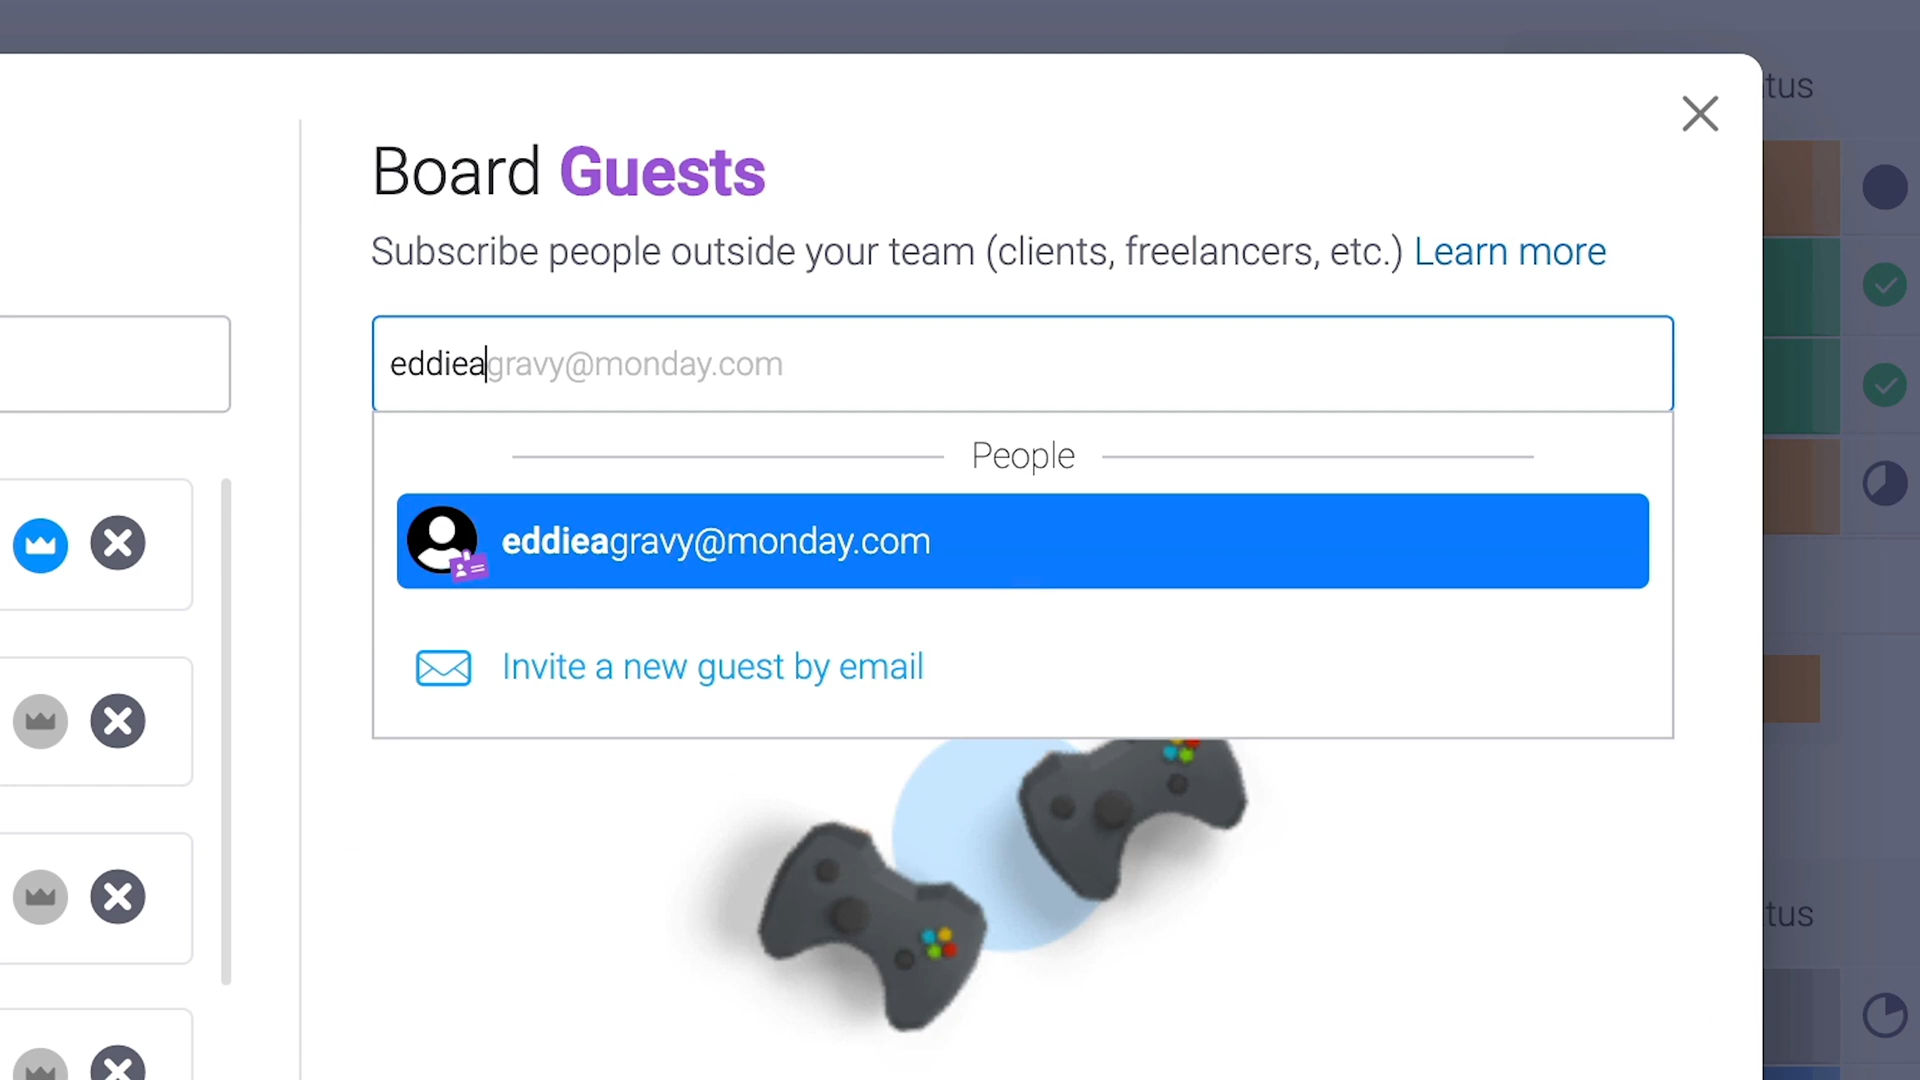 tus
Board Guests
Subscribe people outside your team (clients, freelancers, etc.) Learn more
eddieagravy@monday.com
People
eddieagravy@monday.com
Invite a new guest by email
tus